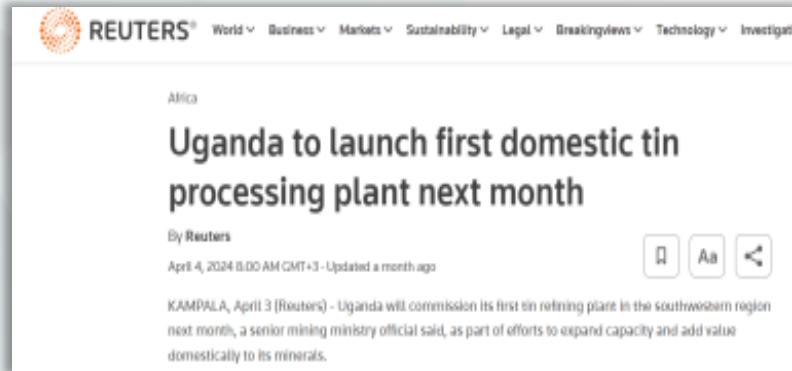 REUTERS® World Business Markets Sustainability Legal Breakingviews Technology Investigat
Africa
Uganda to launch first domestic tin
processing plant next month
By Reuters
April 4, 2024 8:00 AM GMT+3 · Updated a month ago
Aa
KAMPALA, April 3 (Reuters) - Uganda will commission its first tin refining plant in the southwestern region
next month, a senior mining ministry official said, as part of efforts to expand capacity and add value
domestically to its minerals.